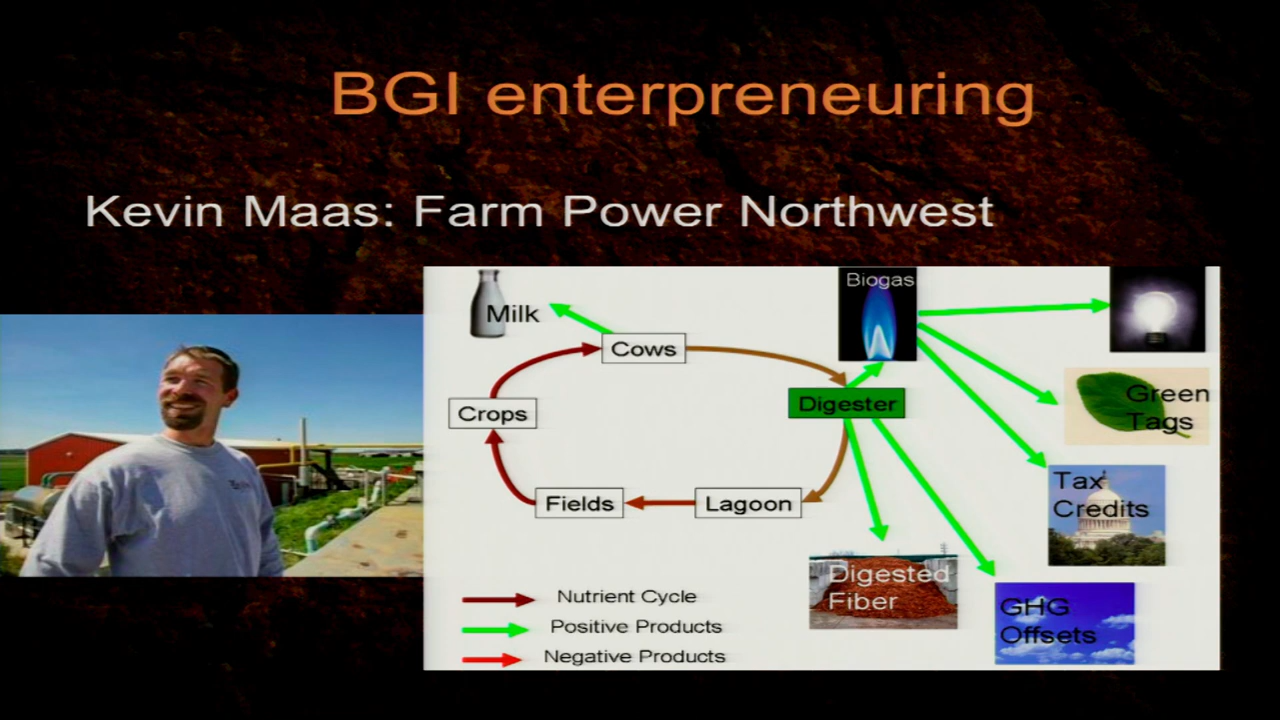 BGI enterpreneuring
Kevin Maas: Farm Power Northwest
Biogas
Milk
Cows
Green
Tags
Digester
Crops
Tax
Credits
Fields
Lagoon
Digested
Fiber
GHG
Offsets
Nutrient Cycle
Positive Products
Negative Products